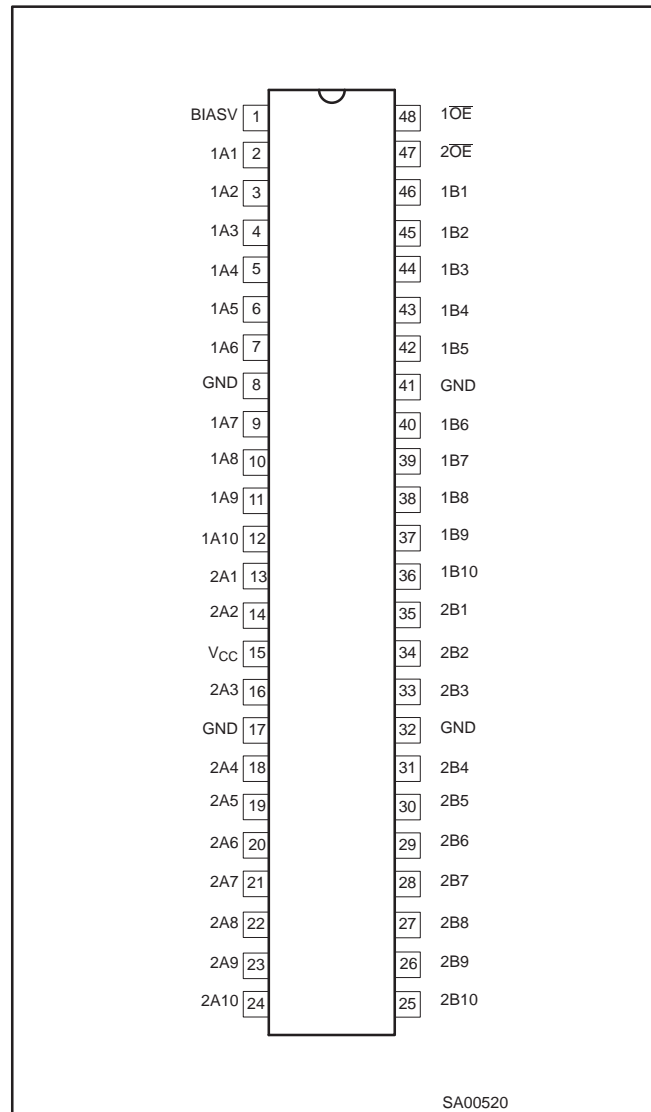 BIASV 1 48 1O̅E̅
1A1 2 47 2O̅E̅
1A2 3 46 1B1
1A3 4 45 1B2
1A4 5 44 1B3
1A5 6 43 1B4
1A6 7 42 1B5
GND 8 41 GND
1A7 9 40 1B6
1A8 10 39 1B7
1A9 11 38 1B8
1A10 12 37 1B9
2A1 13 36 1B10
2A2 14 35 2B1
VCC 15 34 2B2
2A3 16 33 2B3
GND 17 32 GND
2A4 18 31 2B4
2A5 19 30 2B5
2A6 20 29 2B6
2A7 21 28 2B7
2A8 22 27 2B8
2A9 23 26 2B9
2A10 24 25 2B10
SA00520